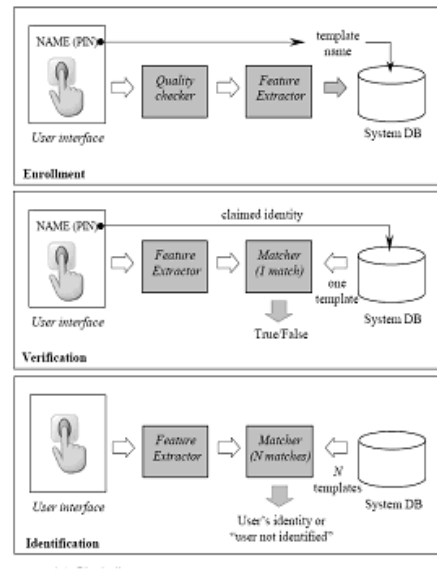 NAME (PIN)
template
name
Quality
checker
Feature
Extractor
System DB
User interface
Enrollment
claimed identity
NAME (PIN)
Feature
Extractor
Matcher
(1 match)
one
template
System DB
User interface
True/False
Verification
Feature
Extractor
Matcher
(N matches)
N
templates
System DB
User interface
User's identity or
"user not identified"
Identification